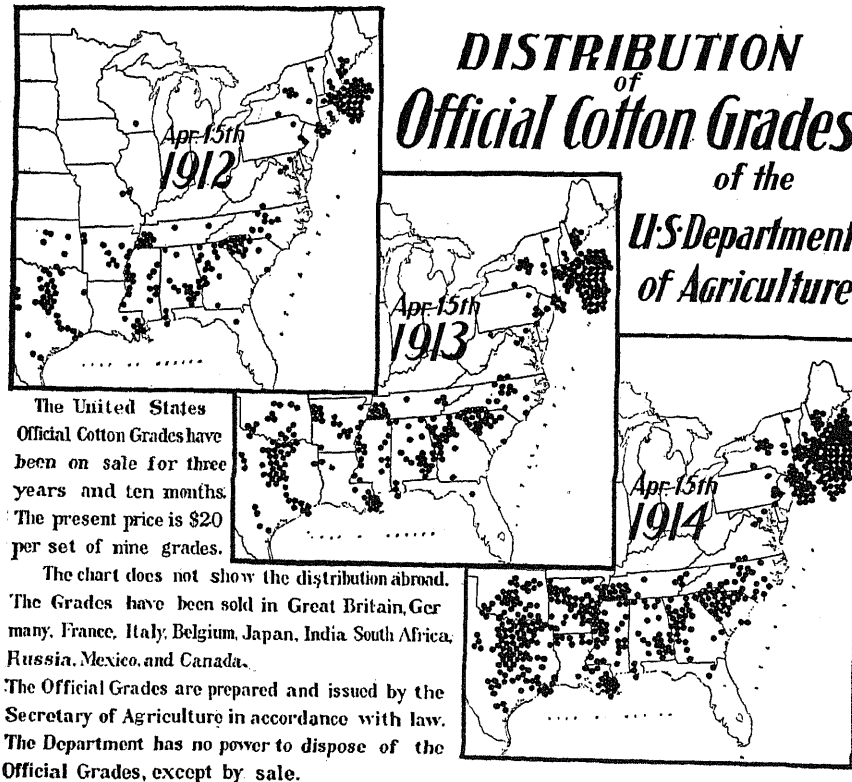 DISTRIBUTION
of
Official Cotton Grades
of the
U·S·Department
of Agriculture
Apr. 15th
1912
Apr. 15th
1913
Apr. 15th
1914
The United States
Official Cotton Grades have
been on sale for three
years and ten months.
The present price is $20
per set of nine grades.
The chart does not show the distribution abroad.
The Grades have been sold in Great Britain, Ger
many, France, Italy, Belgium, Japan, India South Africa,
Russia, Mexico, and Canada.
The Official Grades are prepared and issued by the
Secretary of Agriculture in accordance with law.
The Department has no power to dispose of the
Official Grades, except by sale.